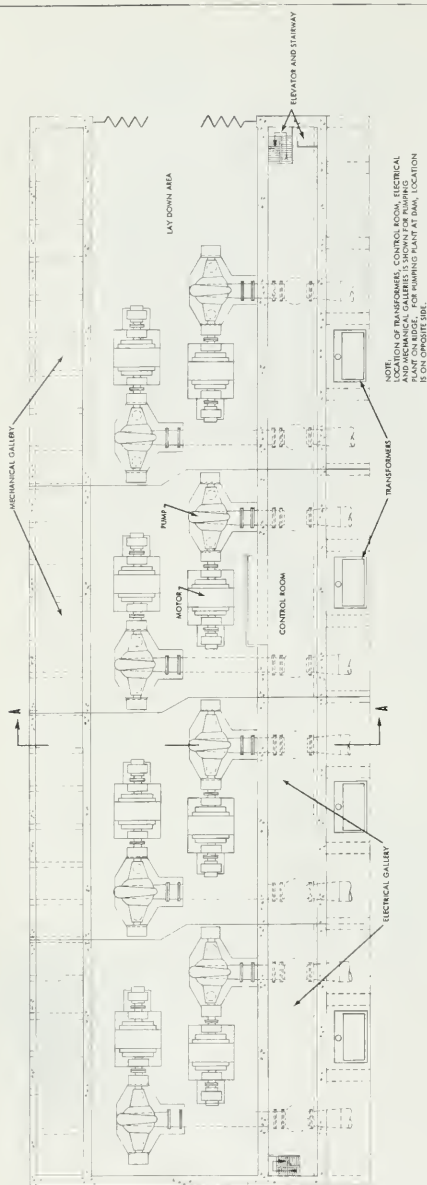 MECHANICAL GALLERY
LAY DOWN AREA
ELEVATOR AND STAIRWAY
PUMP
MOTOR
CONTROL ROOM
A
A
ELECTRICAL GALLERY
TRANSFORMERS
NOTE:
LOCATION OF TRANSFORMERS, CONTROL ROOM, ELECTRICAL
AND MECHANICAL GALLERIES IS SHOWN FOR PUMPING
PLANT ON RIDGE. FOR PUMPING PLANT AT DAM, LOCATION
IS ON OPPOSITE SIDE.